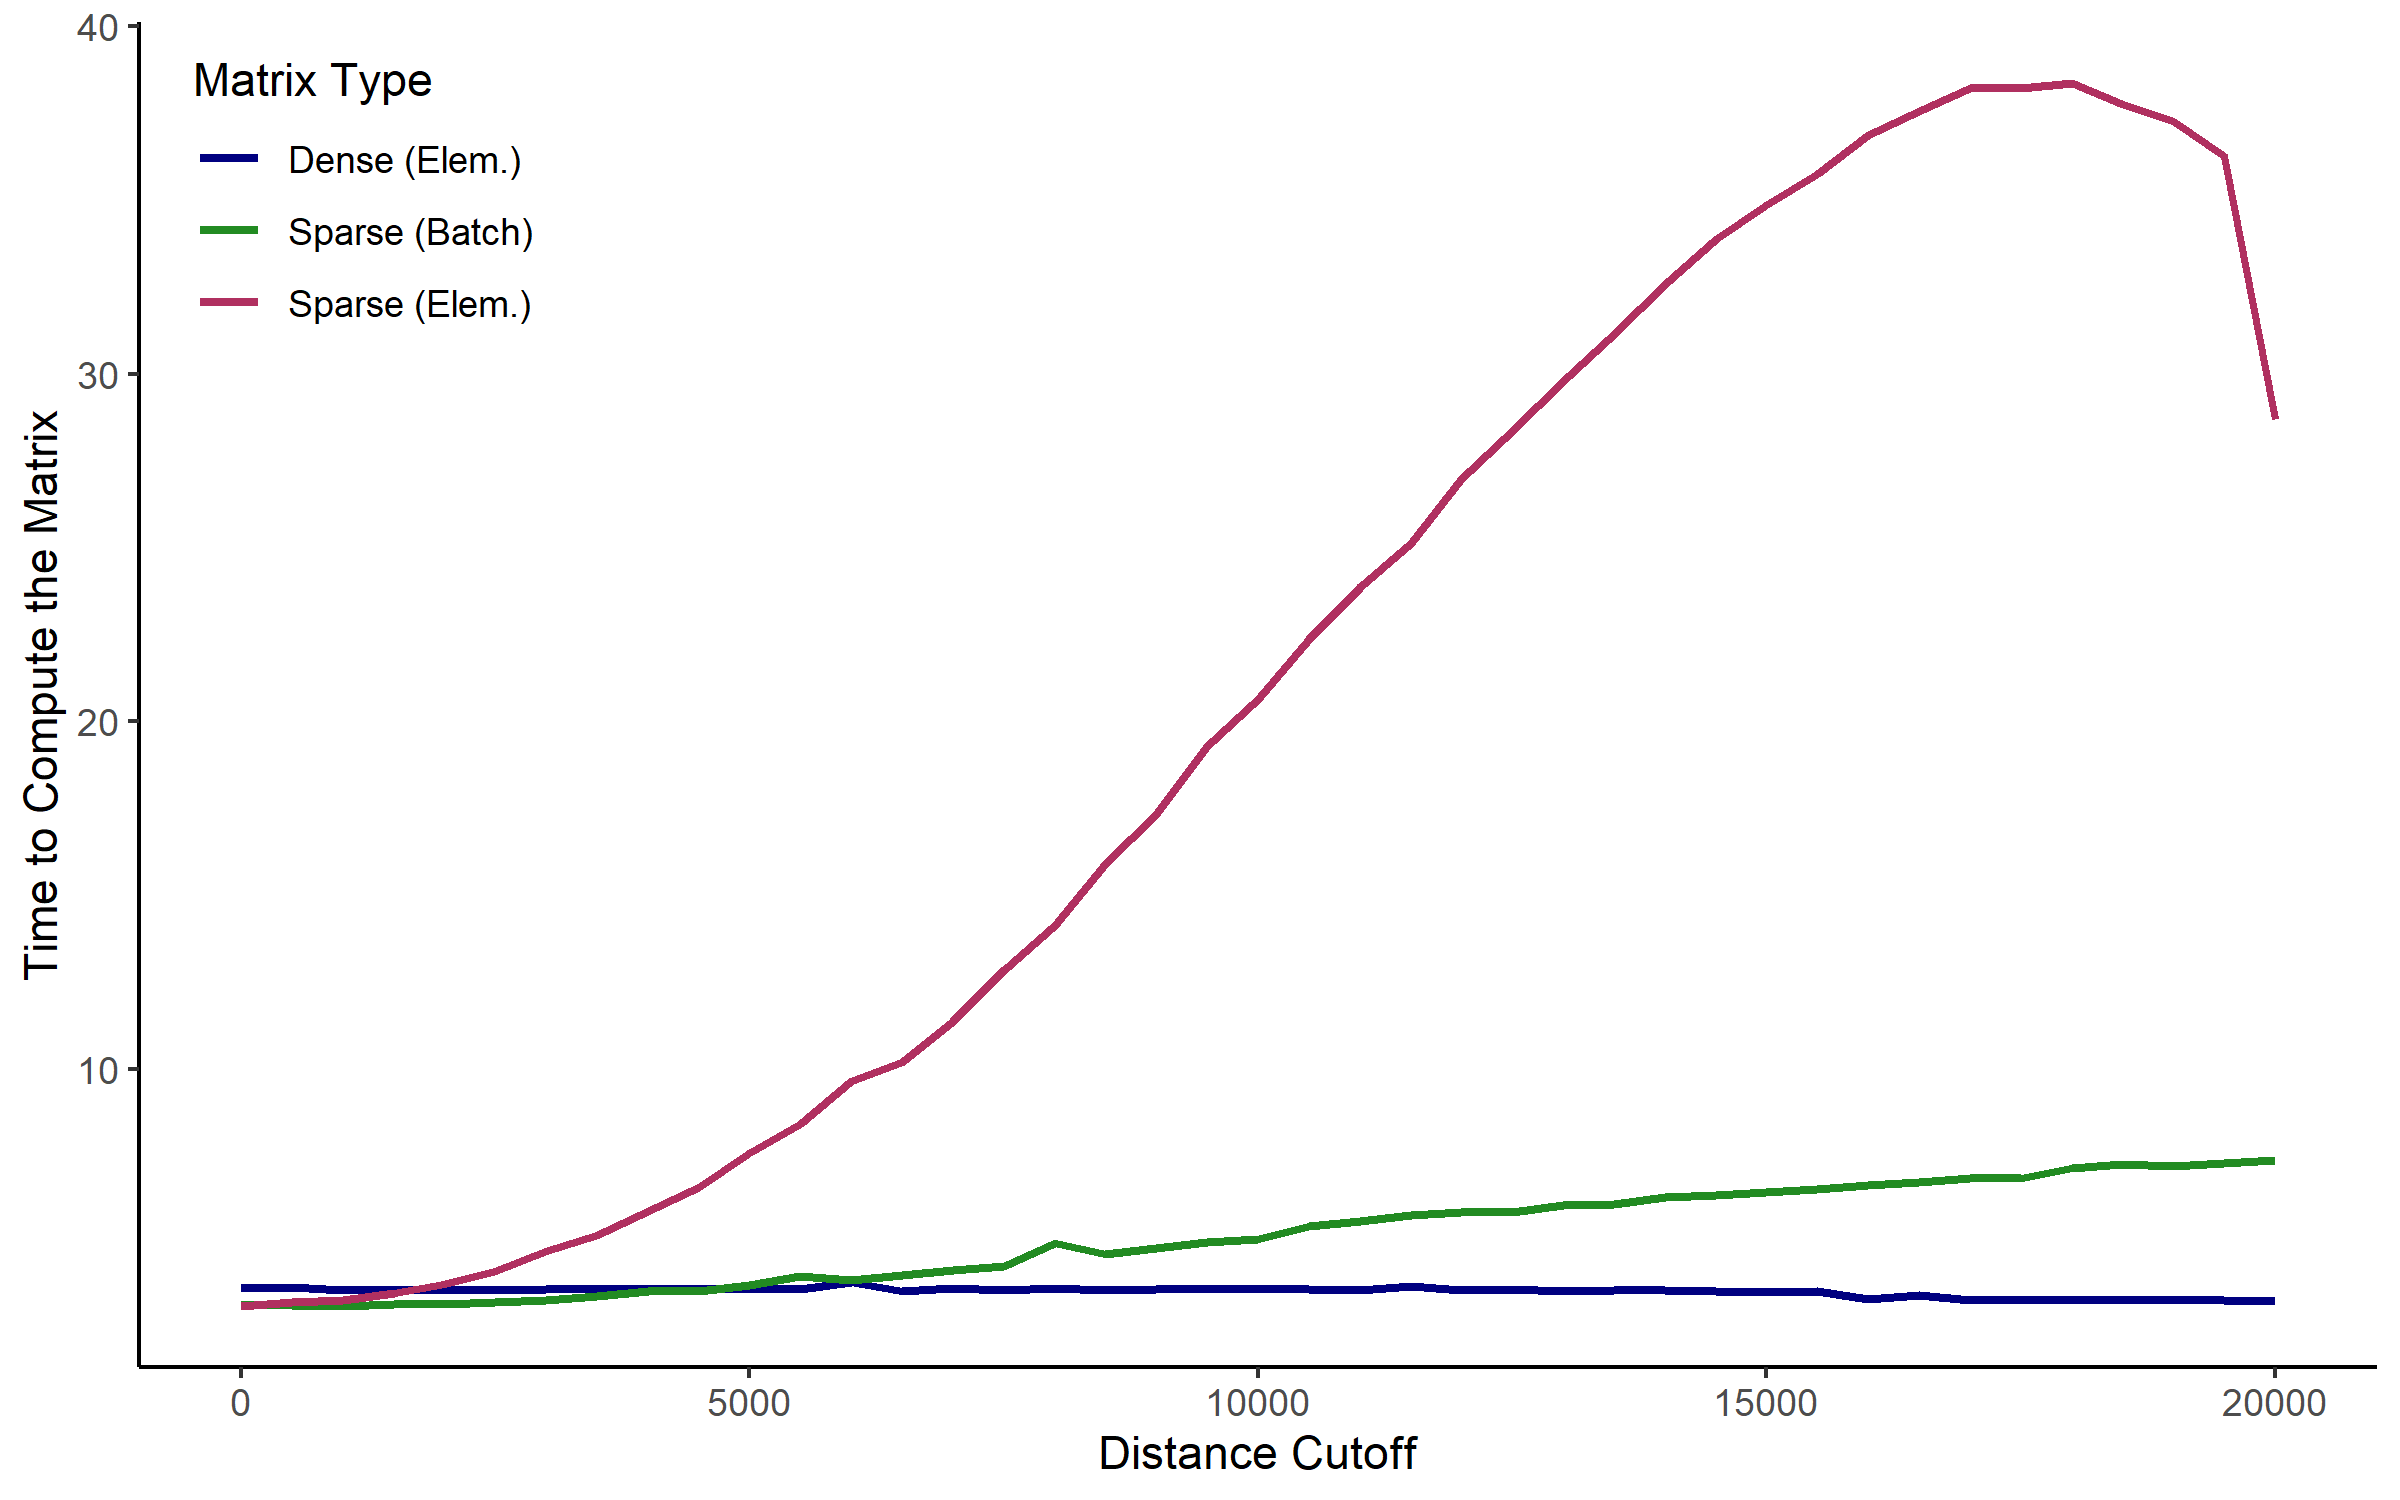 40
30
20
10
Time to Compute the Matrix
Matrix Type
Dense (Elem.)
Sparse (Batch)
Sparse (Elem.)
0 5000 10000 15000 20000
Distance Cutoff